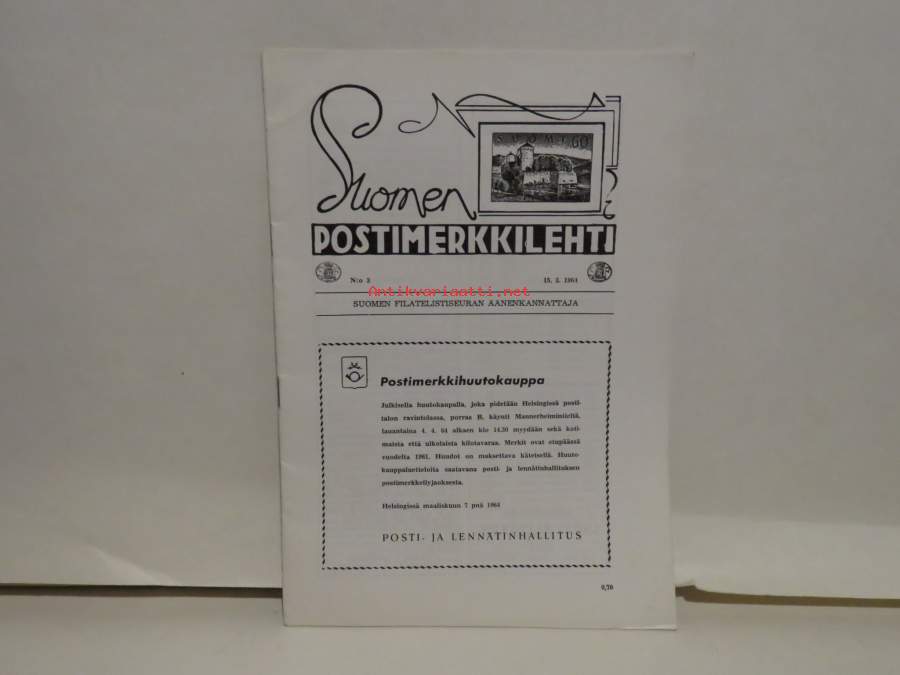 Suomen
SUOMI 60
POSTIMERKKILEHTI
N:o 3 15. 3. 1964
Antikvariaatti.net
SUOMEN FILATELISTISEURAN ÄÄNENKANNATTAJA
Postimerkkihuutokauppa
Julkisella huutokaupalla, joka pidetään Helsingissä posti-
talon ravintolassa, porras B, käynti Mannerheimintieltä,
lauantaina 4. 4. 64 alkaen klo 14.30 myydään sekä koti-
maista että ulkolaista kilotavaraa. Merkit ovat etupäässä
vuodelta 1961. Huudot on maksettava käteisellä. Huuto-
kauppaluetteloita saatavana posti- ja lennätinhallituksen
postimerkkeilyjaoksesta.
Helsingissä maaliskuun 7 pnä 1964
POSTI- JA LENNÄTINHALLITUS
0,70